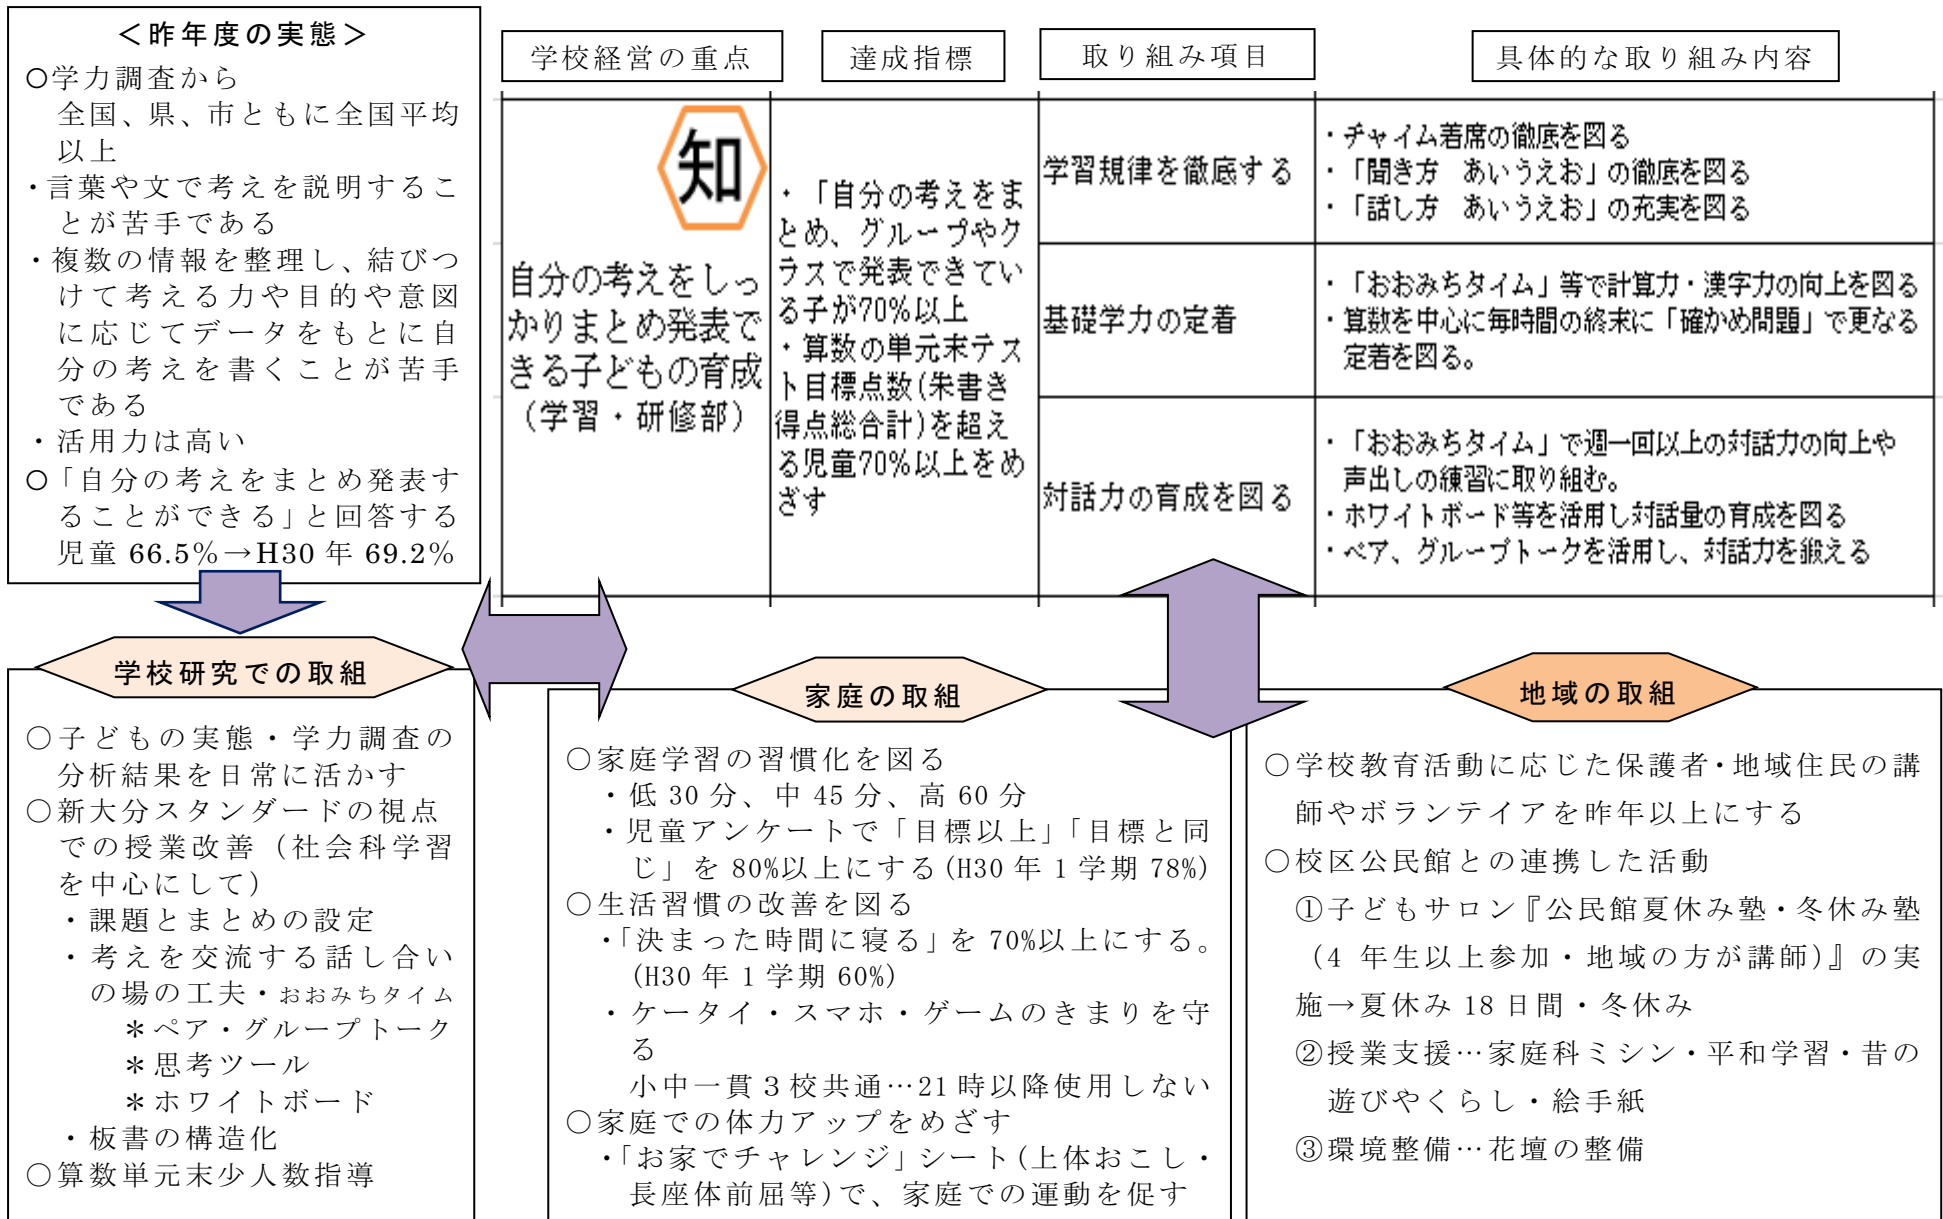 ＜昨年度の実態＞
○学力調査から
全国、県、市ともに全国平均
以上
・言葉や文で考えを説明するこ
とが苦手である
・複数の情報を整理し、結びつ
けて考える力や目的や意図
に応じてデータをもとに自
分の考えを書くことが苦手
である
・活用力は高い
○「自分の考えをまとめ発表す
ることができる」と回答する
児童 66.5%→H30 年 69.2%
学校経営の重点
達成指標
取り組み項目
具体的な取り組み内容
知
自分の考えをしっ
かりまとめ発表で
きる子どもの育成
（学習・研修部）
・「自分の考えをま
とめ、グループやク
ラスで発表できてい
る子が70%以上
・算数の単元末テス
ト目標点数(朱書き
得点総合計)を超え
る児童70%以上をめ
ざす
学習規律を徹底する
・チャイム着席の徹底を図る
・「聞き方　あいうえお」の徹底を図る
・「話し方　あいうえお」の充実を図る
基礎学力の定着
・「おおみちタイム」等で計算力・漢字力の向上を図る
・算数を中心に毎時間の終末に「確かめ問題」で更なる
定着を図る。
対話力の育成を図る
・「おおみちタイム」で週一回以上の対話力の向上や
声出しの練習に取り組む。
・ホワイトボード等を活用し対話量の育成を図る
・ペア、グループトークを活用し、対話力を鍛える
学校研究での取組
○子どもの実態・学力調査の
分析結果を日常に活かす
○新大分スタンダードの視点
での授業改善（社会科学習
を中心にして）
・課題とまとめの設定
・考えを交流する話し合い
の場の工夫・おおみちタイム
＊ペア・グループトーク
＊思考ツール
＊ホワイトボード
・板書の構造化
○算数単元末少人数指導
家庭の取組
○家庭学習の習慣化を図る
・低 30 分、中 45 分、高 60 分
・児童アンケートで「目標以上」「目標と同
じ」を 80%以上にする(H30 年 1 学期 78%)
○生活習慣の改善を図る
・「決まった時間に寝る」を 70%以上にする。
(H30 年 1 学期 60%)
・ケータイ・スマホ・ゲームのきまりを守
る
小中一貫 3 校共通…21 時以降使用しない
○家庭での体力アップをめざす
・「お家でチャレンジ」シート(上体おこし・
長座体前屈等)で、家庭での運動を促す
地域の取組
○学校教育活動に応じた保護者・地域住民の講
師やボランテイアを昨年以上にする
○校区公民館との連携した活動
①子どもサロン『公民館夏休み塾・冬休み塾
（4 年生以上参加・地域の方が講師）』の実
施→夏休み 18 日間・冬休み
②授業支援…家庭科ミシン・平和学習・昔の
遊びやくらし・絵手紙
③環境整備…花壇の整備